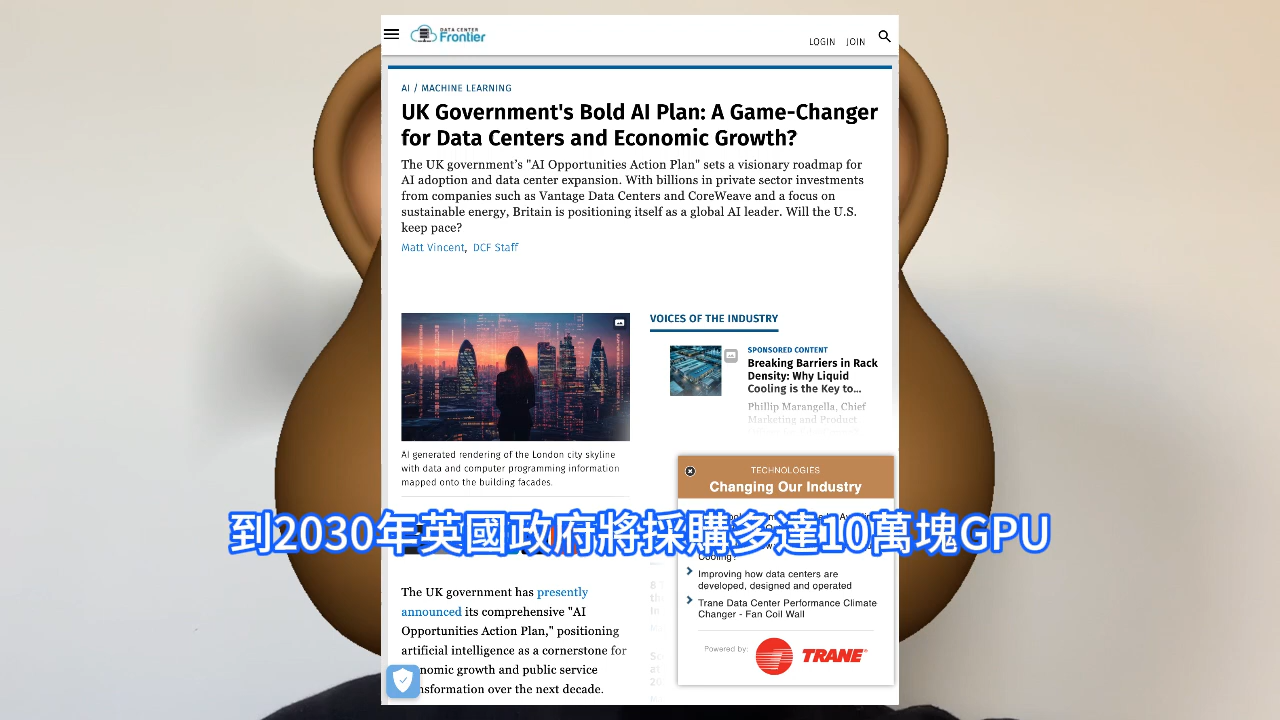 DATA CENTER
Frontier
LOGIN JOIN
AI / MACHINE LEARNING
UK Government's Bold AI Plan: A Game-Changer
for Data Centers and Economic Growth?
The UK government's "AI Opportunities Action Plan" sets a visionary roadmap for
AI adoption and data center expansion. With billions in private sector investments
from companies such as Vantage Data Centers and CoreWeave and a focus on
sustainable energy, Britain is positioning itself as a global AI leader. Will the U.S.
keep pace?
Matt Vincent, DCF Staff
AI generated rendering of the London city skyline
with data and computer programming information
mapped onto the building facades.
VOICES OF THE INDUSTRY
SPONSORED CONTENT
Breaking Barriers in Rack
Density: Why Liquid
Cooling is the Key to...
Phillip Marangella, Chief
Marketing and Product
TECHNOLOGIES
Changing Our Industry
Cooling?
Improving how data centers are
developed, designed and operated
Trane Data Center Performance Climate
Changer - Fan Coil Wall
Powered by:
TRANE
到2030年英國政府將採購多達10萬塊GPU
The UK government has presently
announced its comprehensive "AI
Opportunities Action Plan," positioning
artificial intelligence as a cornerstone for
nomic growth and public service
nsformation over the next decade.